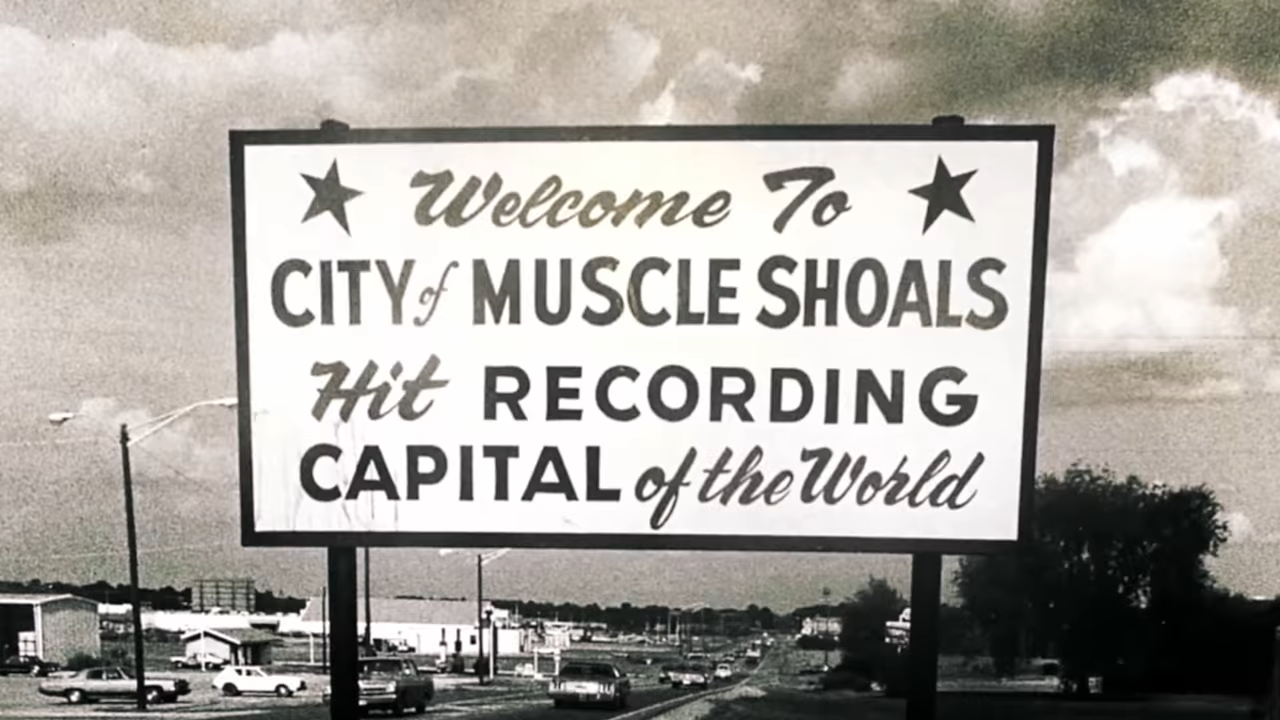 Welcome To
CITY of MUSCLE SHOALS
Hit RECORDING
CAPITAL of the World